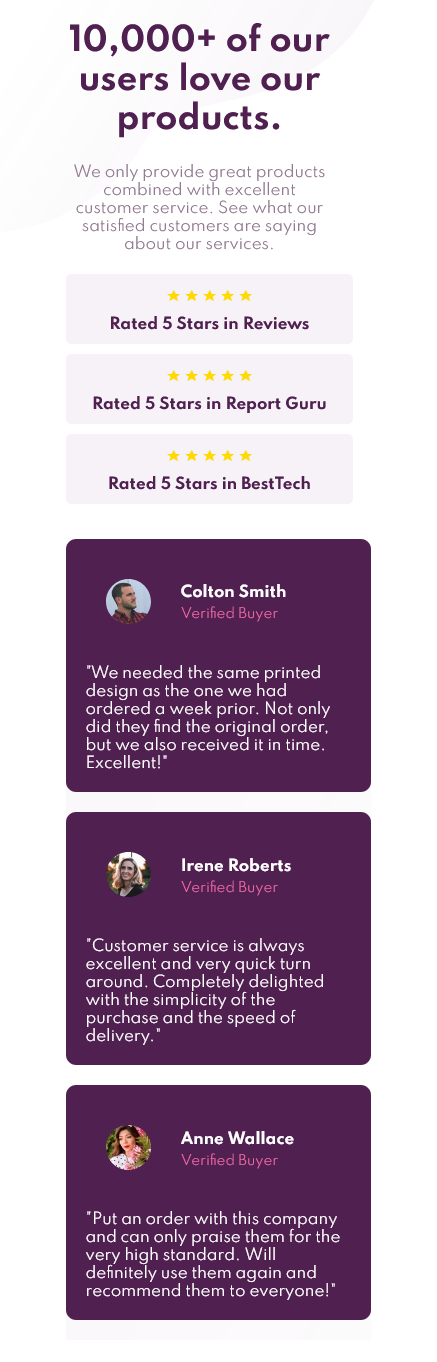 10,000+ of our
users love our
products.
We only provide great products
combined with excellent
customer service. See what our
satisfied customers are saying
about our services.
Rated 5 Stars in Reviews
Rated 5 Stars in Report Guru
Rated 5 Stars in BestTech
Colton Smith
Verified Buyer
"We needed the same printed
design as the one we had
ordered a week prior. Not only
did they find the original order,
but we also received it in time.
Excellent!"
Irene Roberts
Verified Buyer
"Customer service is always
excellent and very quick turn
around. Completely delighted
with the simplicity of the
purchase and the speed of
delivery."
Anne Wallace
Verified Buyer
"Put an order with this company
and can only praise them for the
very high standard. Will
definitely use them again and
recommend them to everyone!"